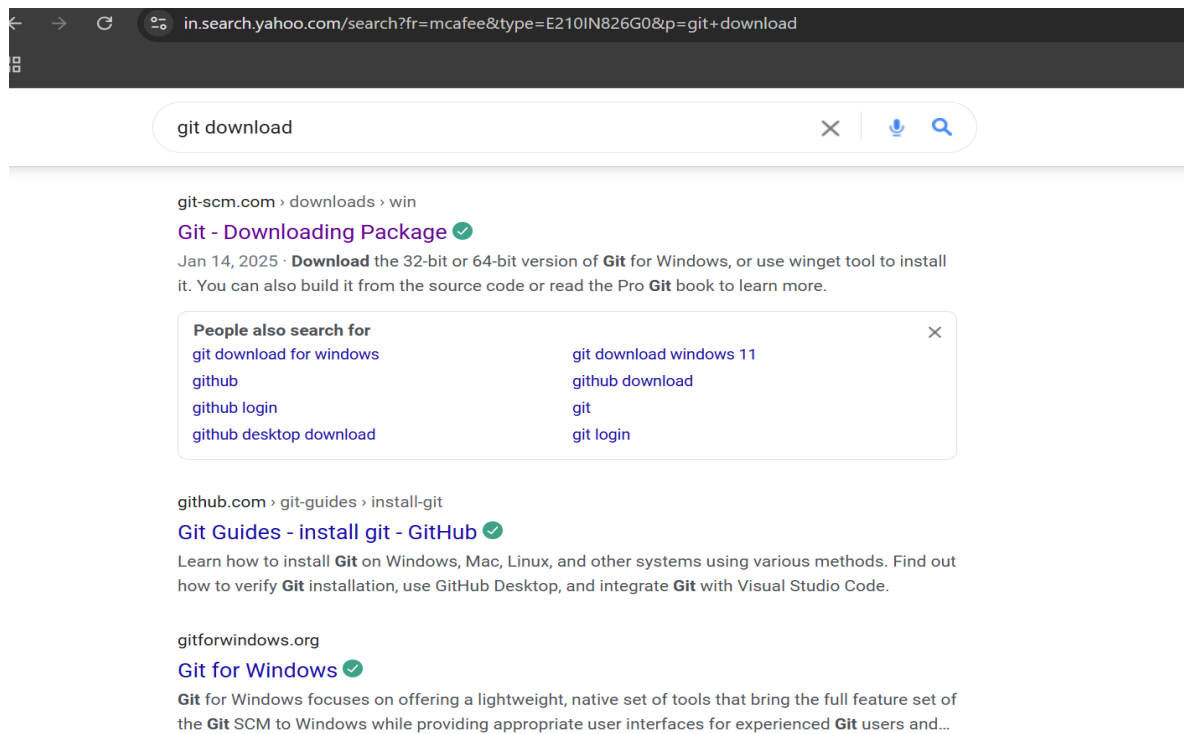 in.search.yahoo.com/search?fr=mcafee&type=E210IN826G0&p=git+download
git download
git-scm.com › downloads › win
Git - Downloading Package
Jan 14, 2025 · Download the 32-bit or 64-bit version of Git for Windows, or use winget tool to install
it. You can also build it from the source code or read the Pro Git book to learn more.
People also search for
git download for windows
git download windows 11
github
github download
github login
git
github desktop download
git login
github.com › git-guides › install-git
Git Guides - install git - GitHub
Learn how to install Git on Windows, Mac, Linux, and other systems using various methods. Find out
how to verify Git installation, use GitHub Desktop, and integrate Git with Visual Studio Code.
gitforwindows.org
Git for Windows
Git for Windows focuses on offering a lightweight, native set of tools that bring the full feature set of
the Git SCM to Windows while providing appropriate user interfaces for experienced Git users and...